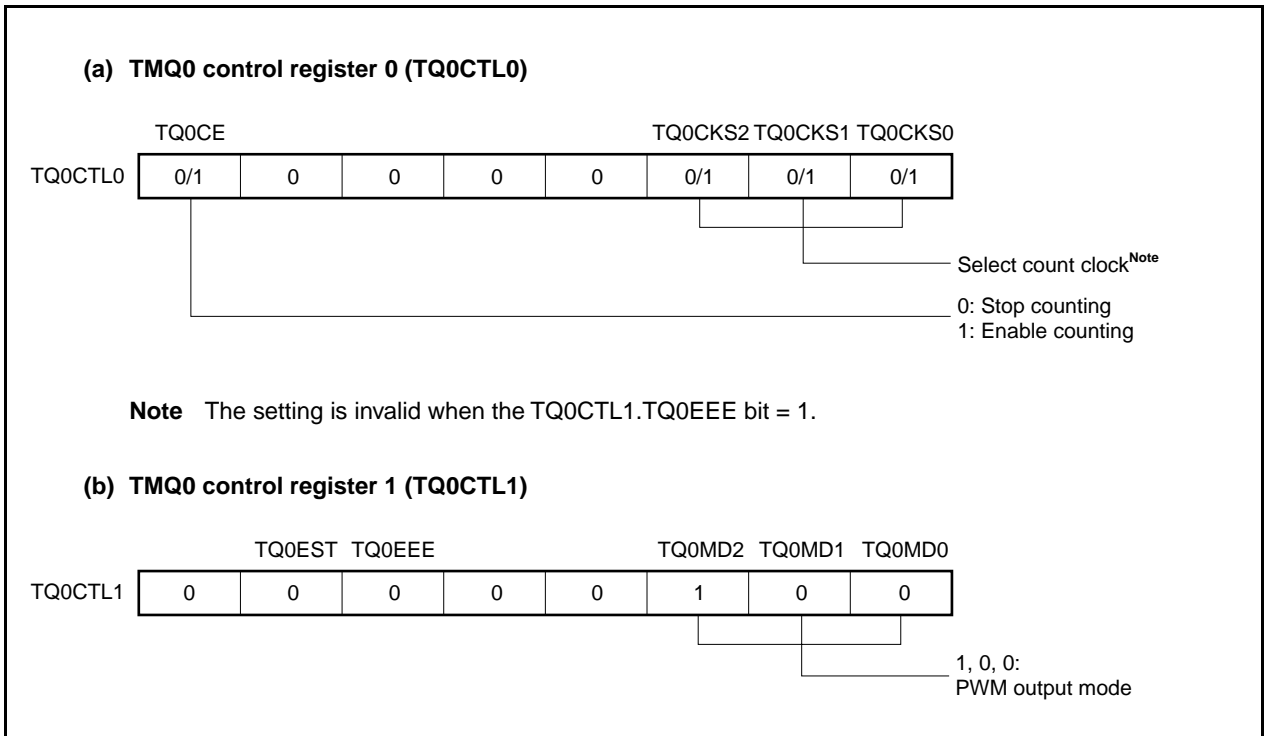 (a) TMQ0 control register 0 (TQ0CTL0)
TQ0CE TQ0CKS2 TQ0CKS1 TQ0CKS0
TQ0CTL0 0/1 0 0 0 0 0/1 0/1 0/1
Select count clockNote
0: Stop counting
1: Enable counting
Note The setting is invalid when the TQ0CTL1.TQ0EEE bit = 1.
(b) TMQ0 control register 1 (TQ0CTL1)
TQ0EST TQ0EEE TQ0MD2 TQ0MD1 TQ0MD0
TQ0CTL1 0 0 0 0 0 1 0 0
1, 0, 0:
PWM output mode